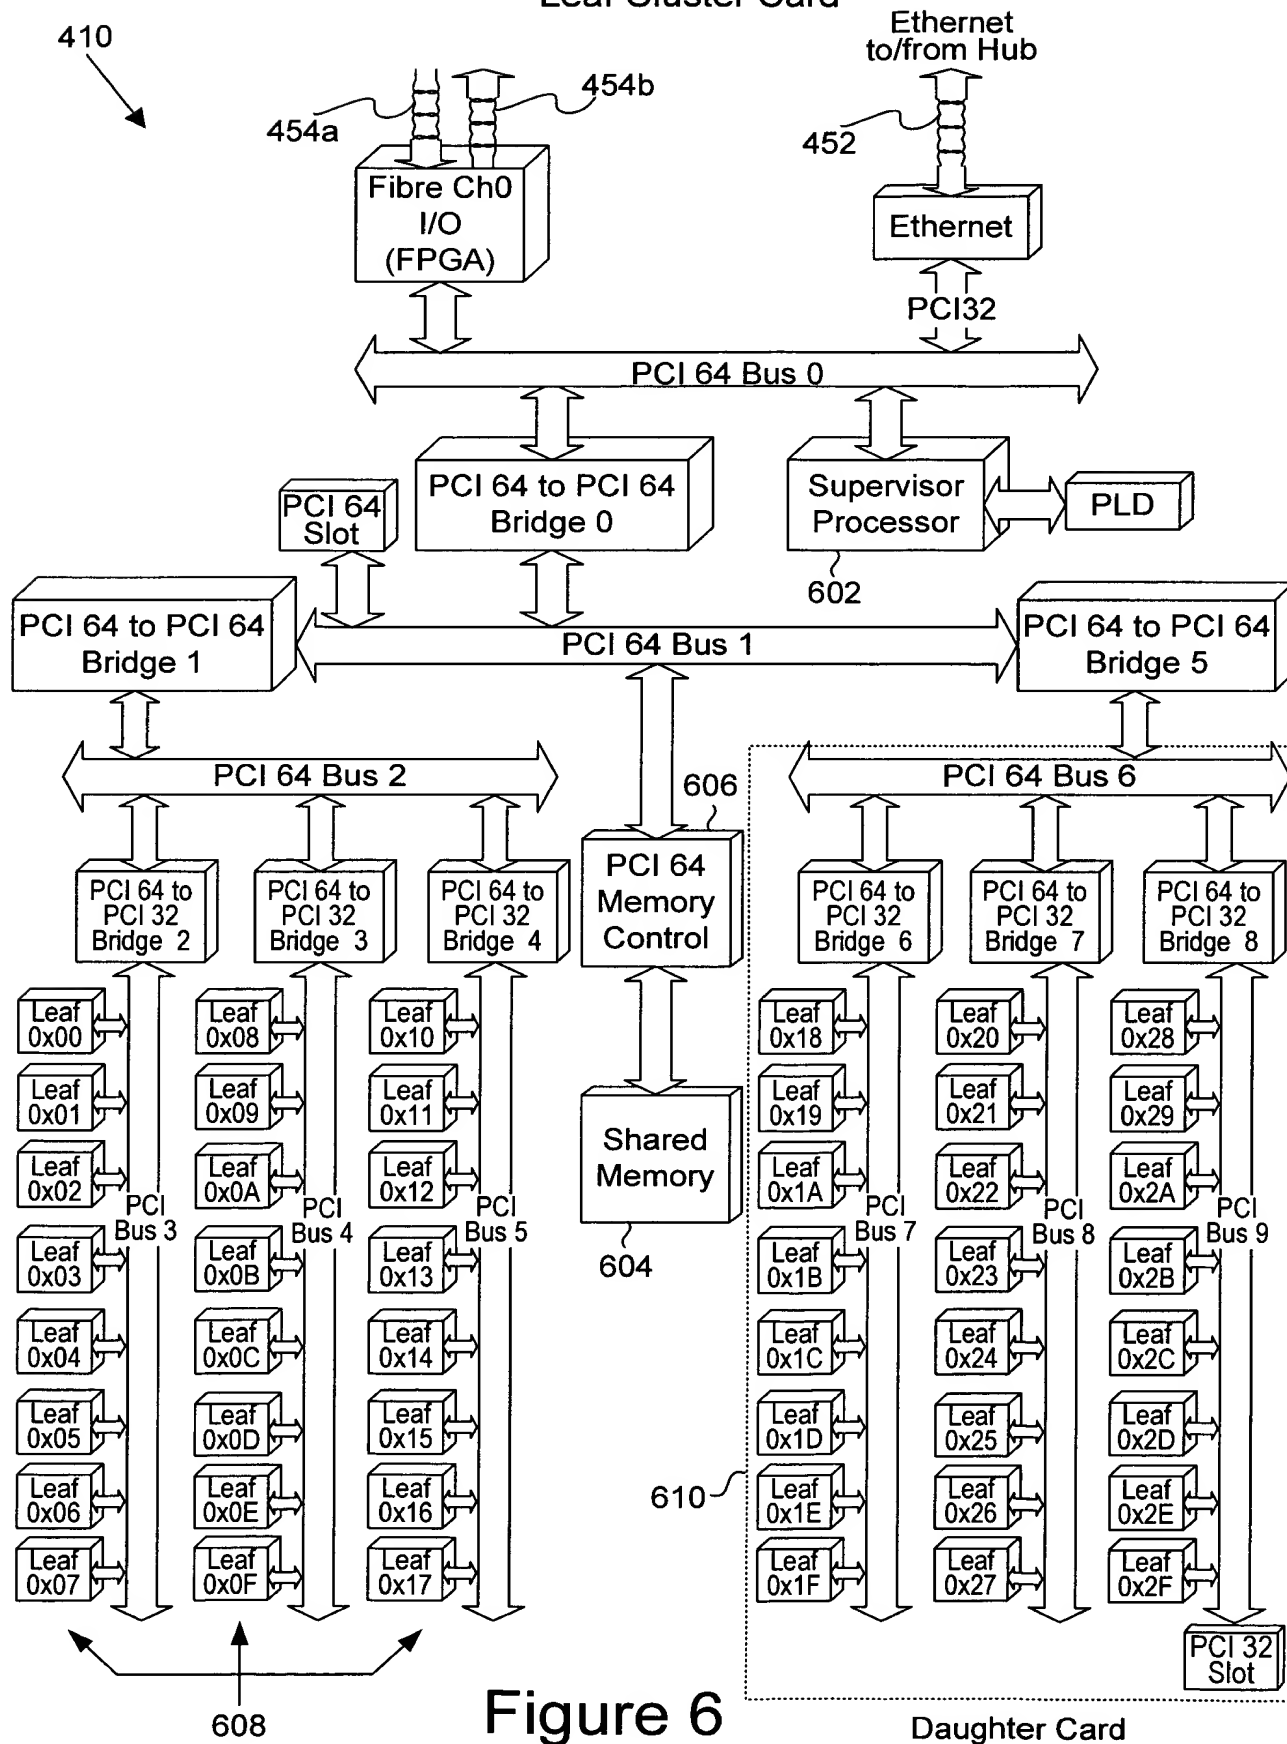 Leaf Cluster Card
410
Ethernet
to/from Hub
454a
454b
452
Fibre Ch0
I/O
(FPGA)
Ethernet
PCI32
PCI 64 Bus 0
PCI 64
Slot
PCI 64 to PCI 64
Bridge 0
Supervisor
Processor
PLD
602
PCI 64 to PCI 64
Bridge 1
PCI 64 Bus 1
PCI 64 to PCI 64
Bridge 5
PCI 64 Bus 2
606
PCI 64 Bus 6
PCI 64 to
PCI 32
Bridge 2
PCI 64 to
PCI 32
Bridge 3
PCI 64 to
PCI 32
Bridge 4
PCI 64
Memory
Control
PCI 64 to
PCI 32
Bridge 6
PCI 64 to
PCI 32
Bridge 7
PCI 64 to
PCI 32
Bridge 8
Leaf
0x00
Leaf
0x01
Leaf
0x02
Leaf
0x03
Leaf
0x04
Leaf
0x05
Leaf
0x06
Leaf
0x07
PCI
Bus 3
Leaf
0x08
Leaf
0x09
Leaf
0x0A
Leaf
0x0B
Leaf
0x0C
Leaf
0x0D
Leaf
0x0E
Leaf
0x0F
PCI
Bus 4
Leaf
0x10
Leaf
0x11
Leaf
0x12
Leaf
0x13
Leaf
0x14
Leaf
0x15
Leaf
0x16
Leaf
0x17
PCI
Bus 5
Shared
Memory
604
Leaf
0x18
Leaf
0x19
Leaf
0x1A
Leaf
0x1B
Leaf
0x1C
Leaf
0x1D
Leaf
0x1E
Leaf
0x1F
PCI
Bus 7
Leaf
0x20
Leaf
0x21
Leaf
0x22
Leaf
0x23
Leaf
0x24
Leaf
0x25
Leaf
0x26
Leaf
0x27
PCI
Bus 8
Leaf
0x28
Leaf
0x29
Leaf
0x2A
Leaf
0x2B
Leaf
0x2C
Leaf
0x2D
Leaf
0x2E
Leaf
0x2F
PCI
Bus 9
610
PCI 32
Slot
608
Figure 6
Daughter Card